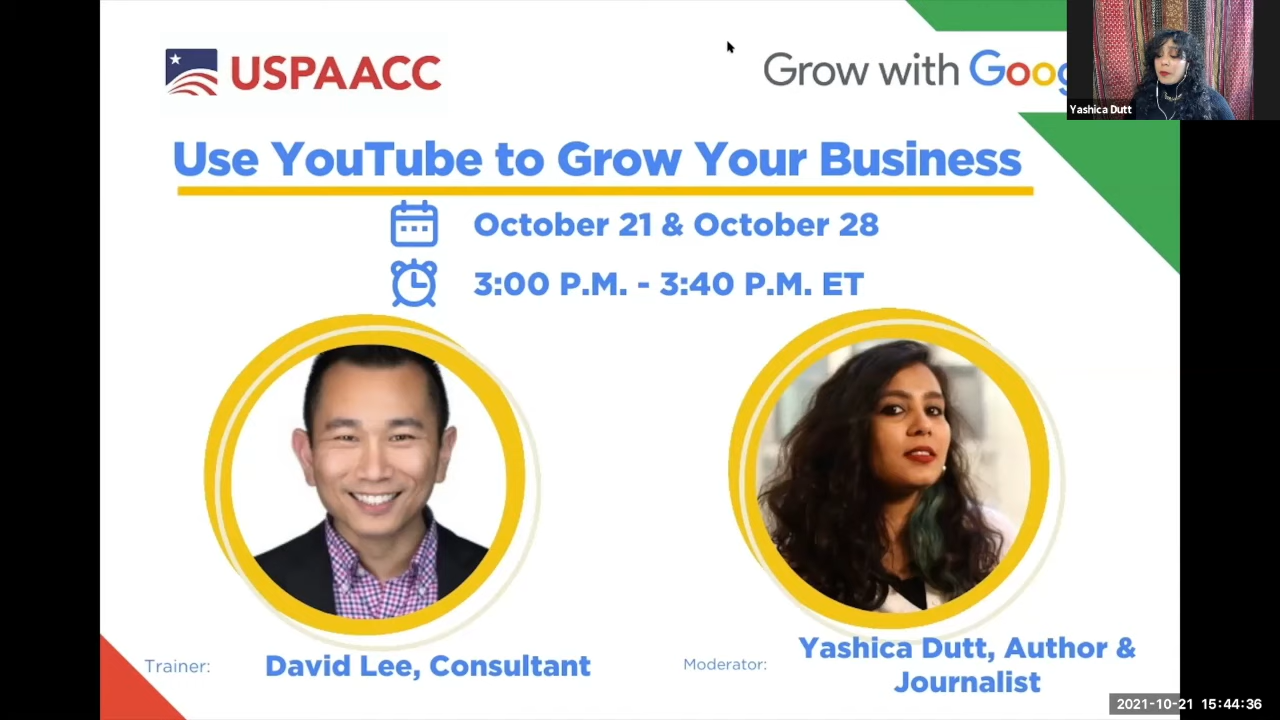 USPAACC
Grow with Goog
Yashica Dutt
Use YouTube to Grow Your Business
October 21 & October 28
3:00 P.M. - 3:40 P.M. ET
Trainer:
David Lee, Consultant
Moderator:
Yashica Dutt, Author &
Journalist
2021-10-21 15:44:36